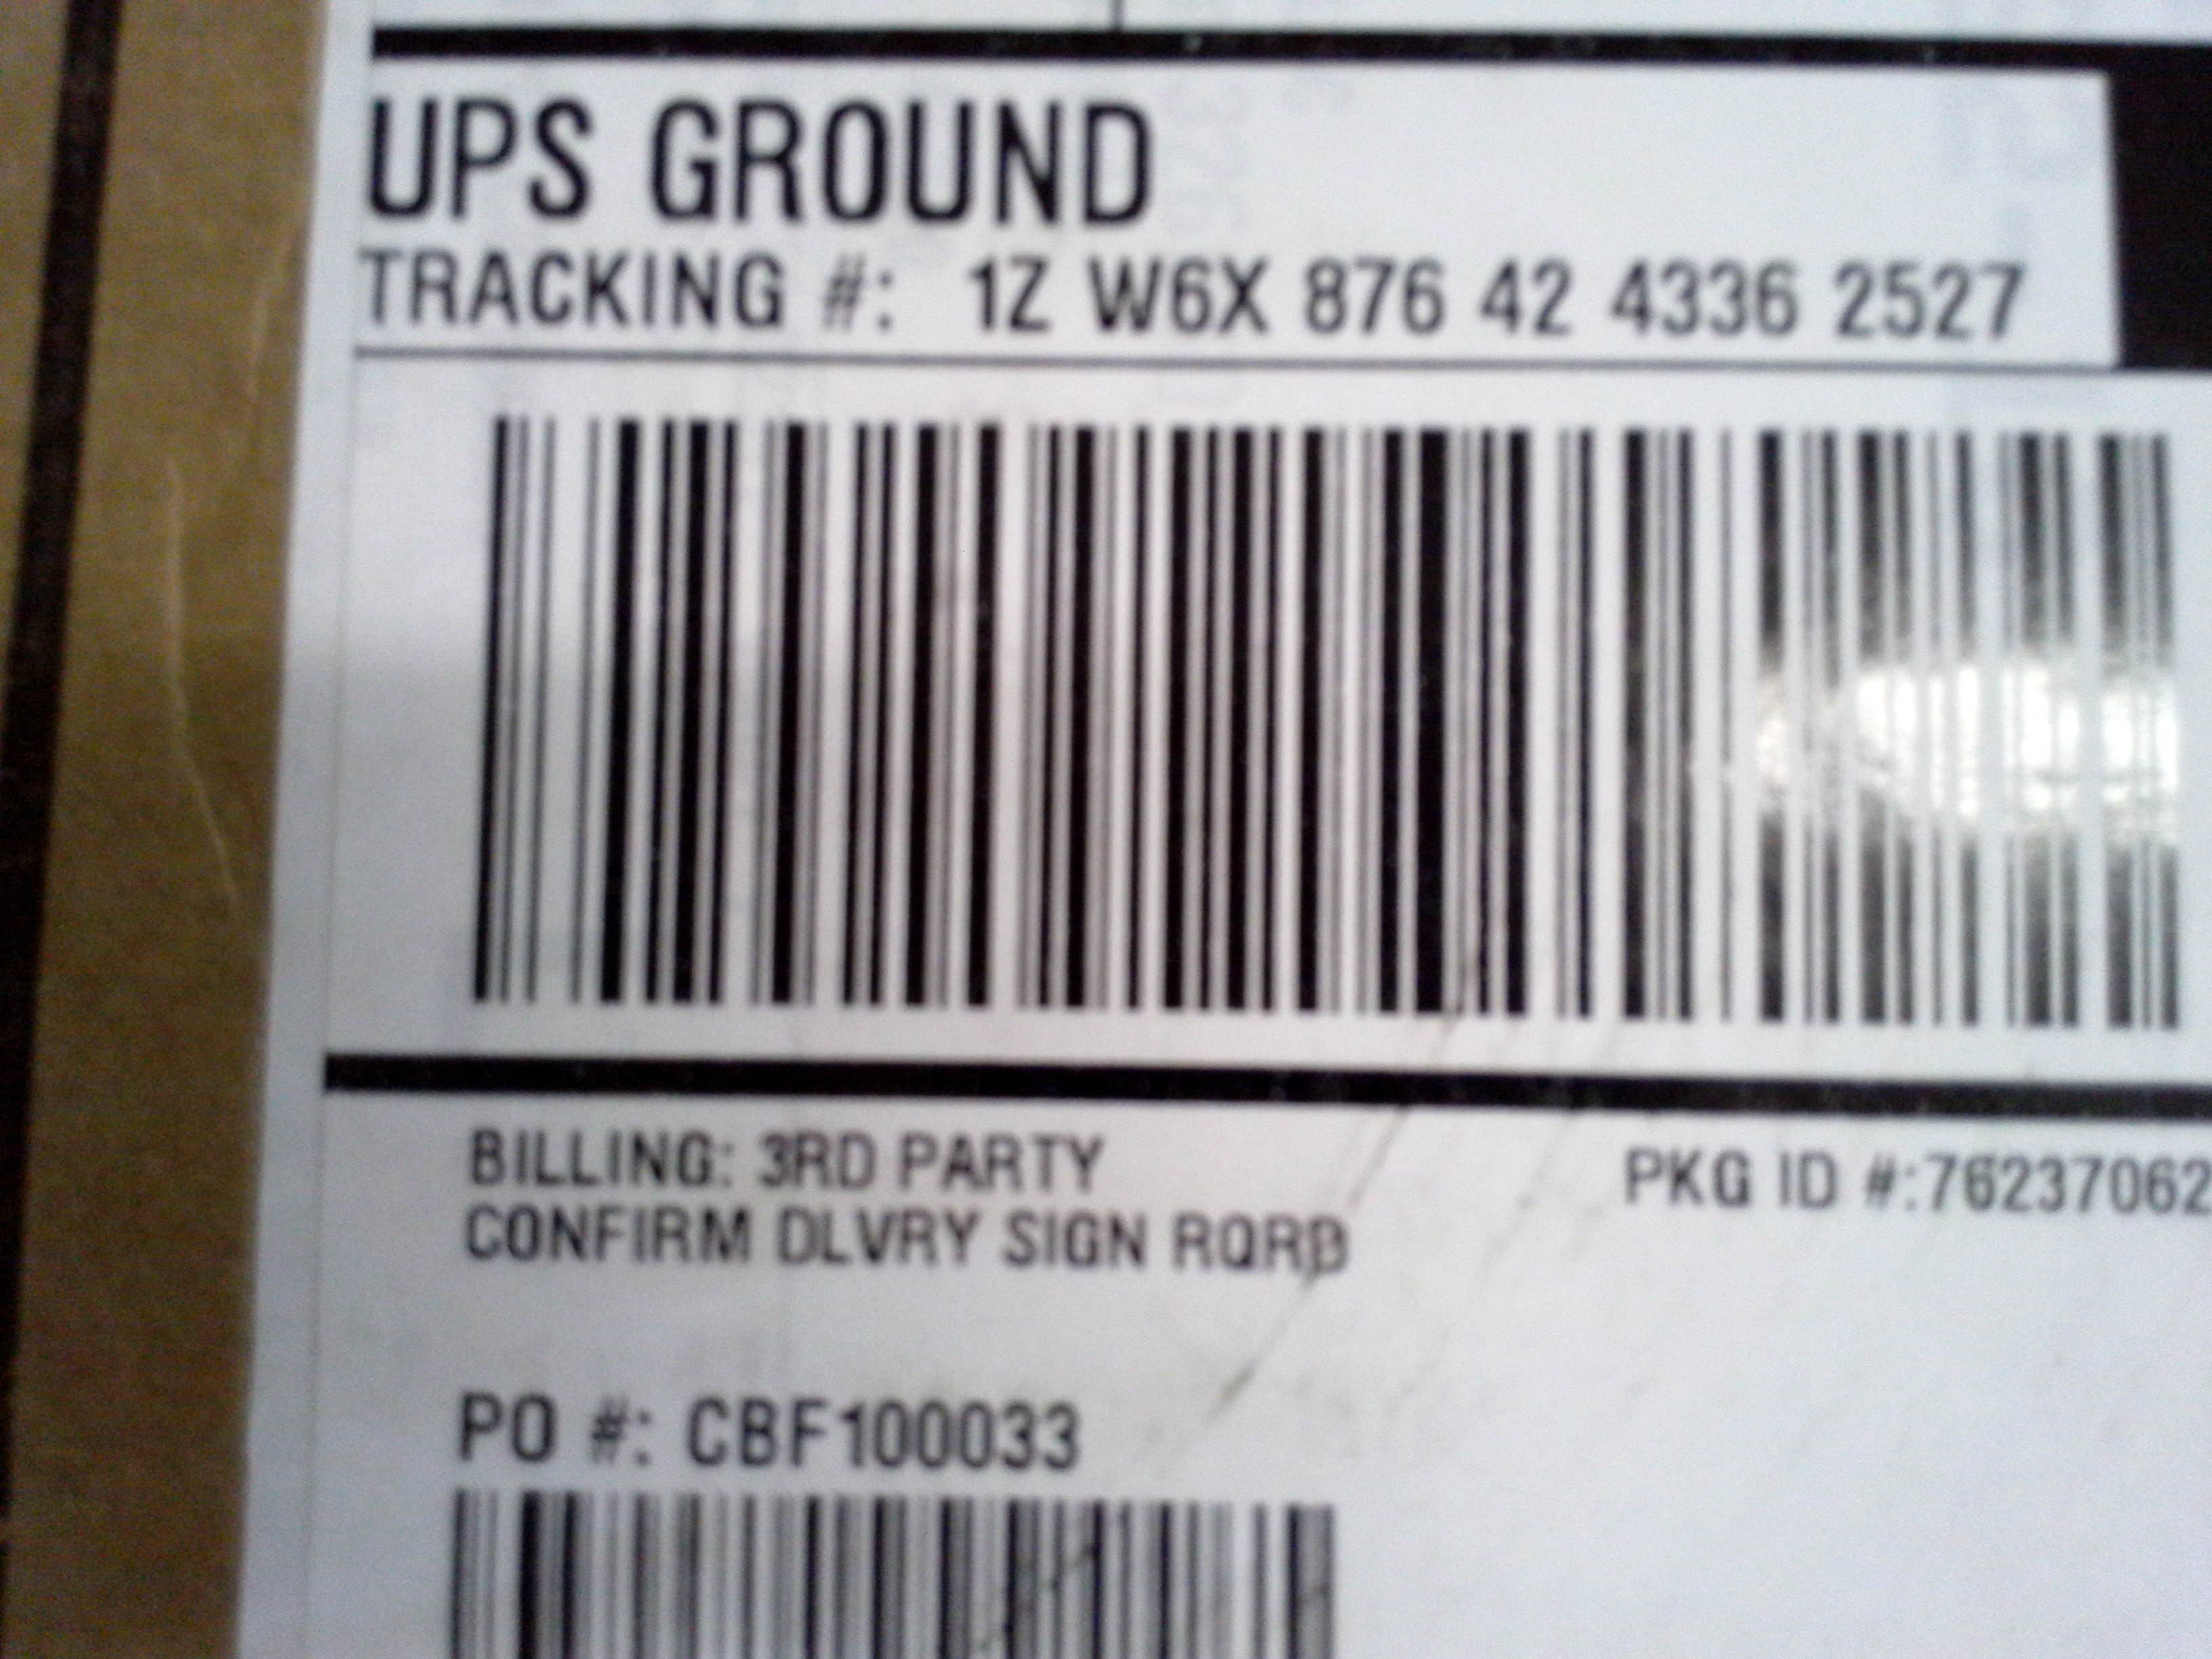 UPS GROUND
TRACKING #: 1Z W6X 876 42 4336 2527
BILLING: 3RD PARTY
CONFIRM DLVRY SIGN RQRD
PKG ID #:76237062
PO #: CBF100033